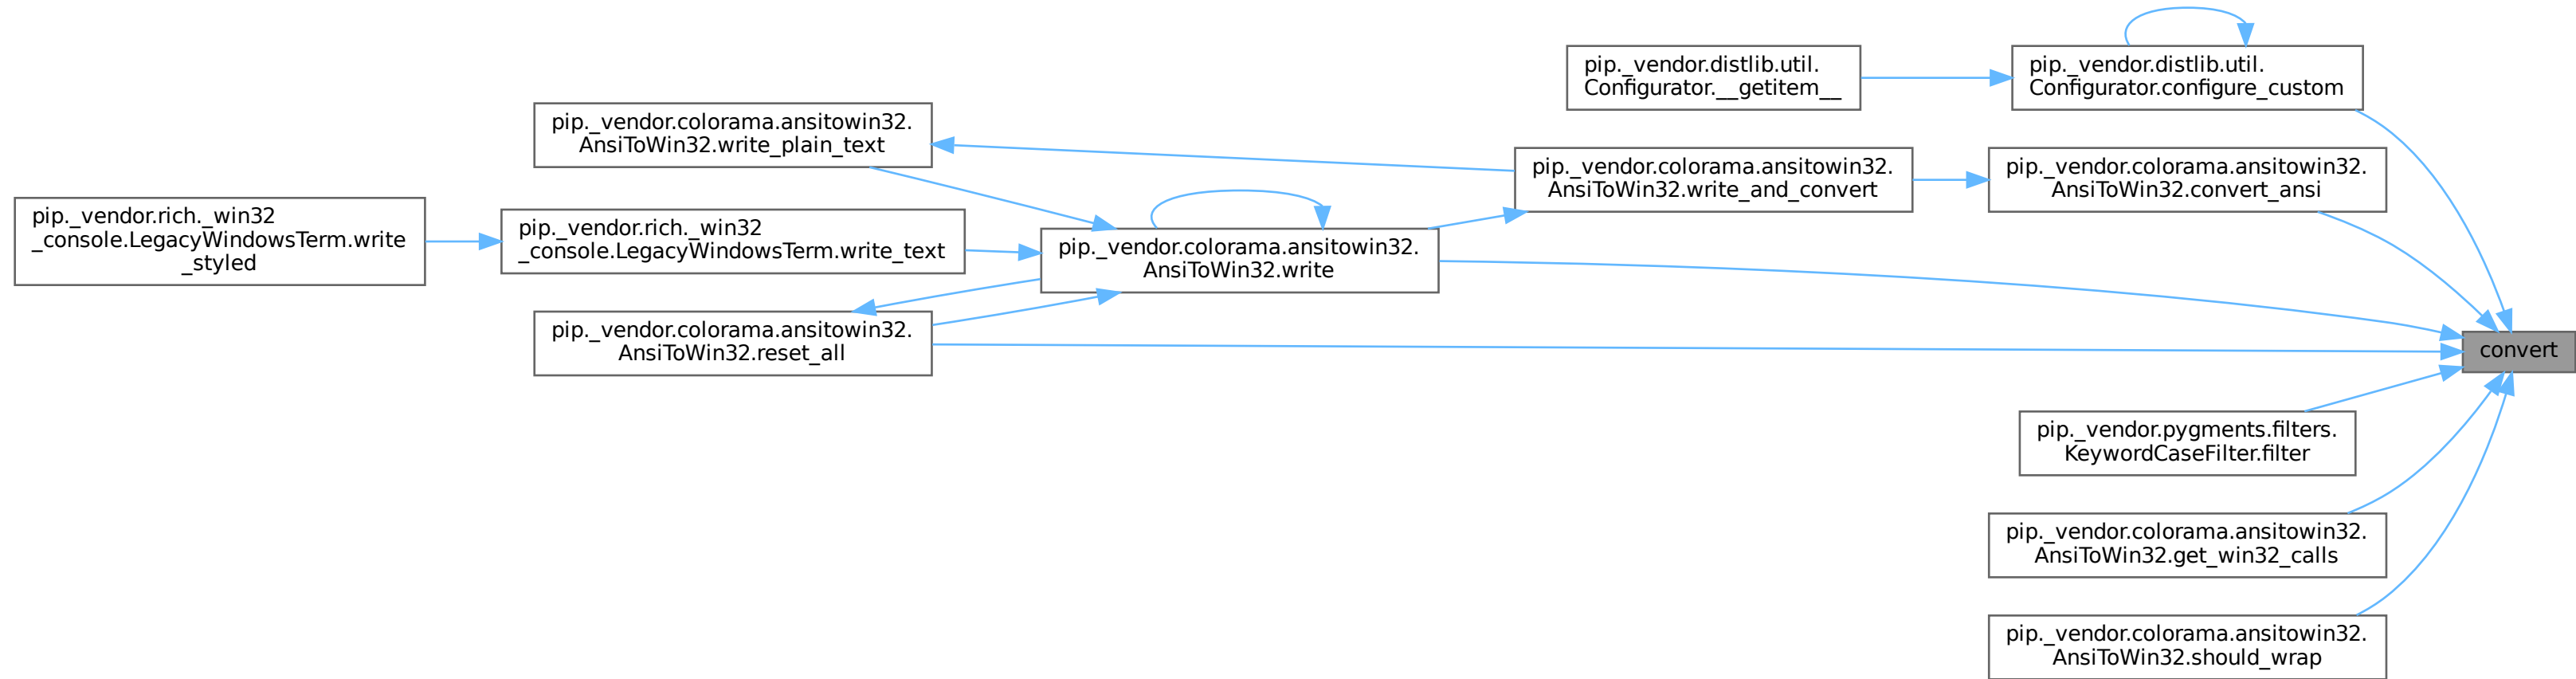 pip._vendor.distlib.util.
Configurator.__getitem__
pip._vendor.distlib.util.
Configurator.configure_custom
pip._vendor.colorama.ansitowin32.
AnsiToWin32.write_plain_text
pip._vendor.colorama.ansitowin32.
AnsiToWin32.write_and_convert
pip._vendor.colorama.ansitowin32.
AnsiToWin32.convert_ansi
pip._vendor.rich._win32
_console.LegacyWindowsTerm.write
_styled
pip._vendor.rich._win32
_console.LegacyWindowsTerm.write_text
pip._vendor.colorama.ansitowin32.
AnsiToWin32.write
pip._vendor.colorama.ansitowin32.
AnsiToWin32.reset_all
convert
pip._vendor.pygments.filters.
KeywordCaseFilter.filter
pip._vendor.colorama.ansitowin32.
AnsiToWin32.get_win32_calls
pip._vendor.colorama.ansitowin32.
AnsiToWin32.should_wrap